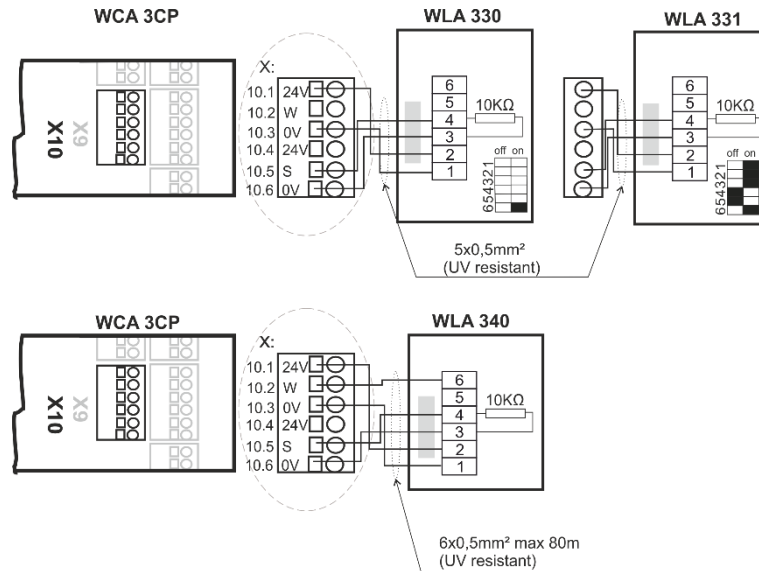 WCA 3CP
WLA 330
WLA 331
X:
10.1 24V
10.2 W
10.3 0V
10.4 24V
10.5 S
10.6 0V
X10
X9
6
5
4
3
2
1
10KΩ
off on
654321
6
5
4
3
2
1
10KΩ
off on
654321
5x0,5mm²
(UV resistant)
WCA 3CP
WLA 340
X:
10.1 24V
10.2 W
10.3 0V
10.4 24V
10.5 S
10.6 0V
X10
X9
6
5
4
3
2
1
10KΩ
6x0,5mm² max 80m
(UV resistant)